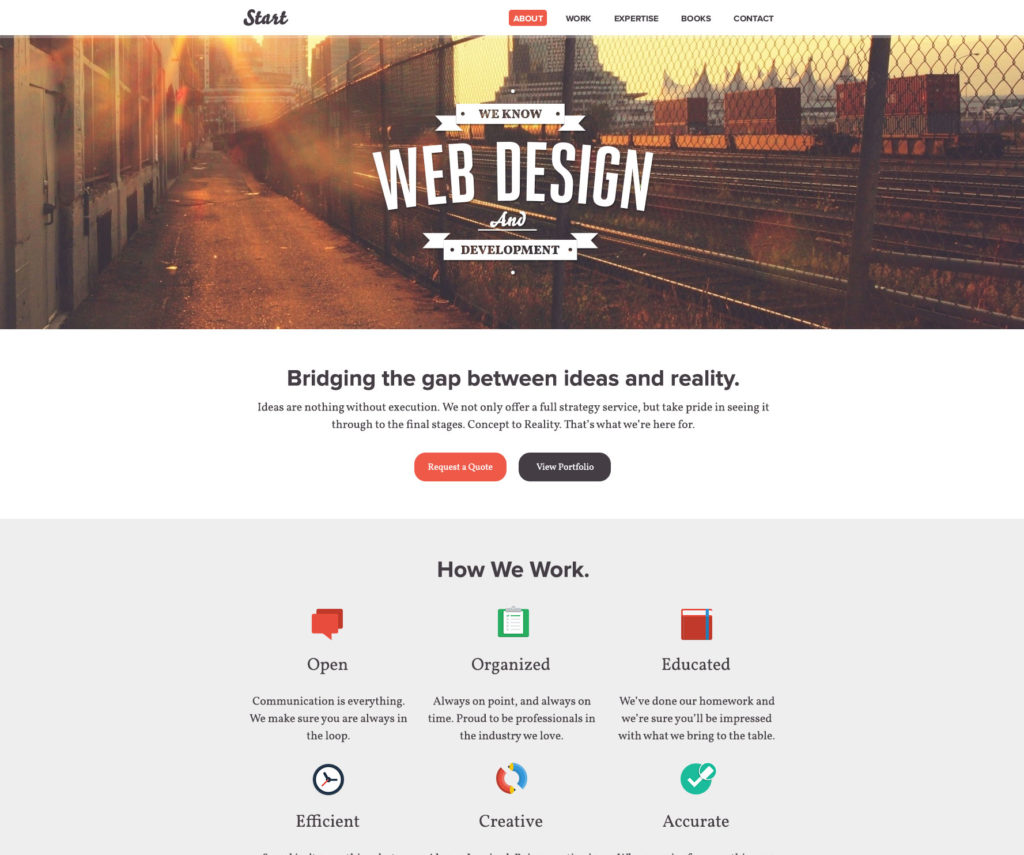 Start
ABOUT
WORK
EXPERTISE
BOOKS
CONTACT
WE KNOW
WEB DESIGN
And
DEVELOPMENT
Bridging the gap between ideas and reality.
Ideas are nothing without execution. We not only offer a full strategy service, but take pride in seeing it
through to the final stages. Concept to Reality. That's what we're here for.
Request a Quote
View Portfolio
How We Work.
Open
Communication is everything.
We make sure you are always in
the loop.
Organized
Always on point, and always on
time. Proud to be professionals in
the industry we love.
Educated
We've done our homework and
we're sure you'll be impressed
with what we bring to the table.
Efficient
Creative
Accurate